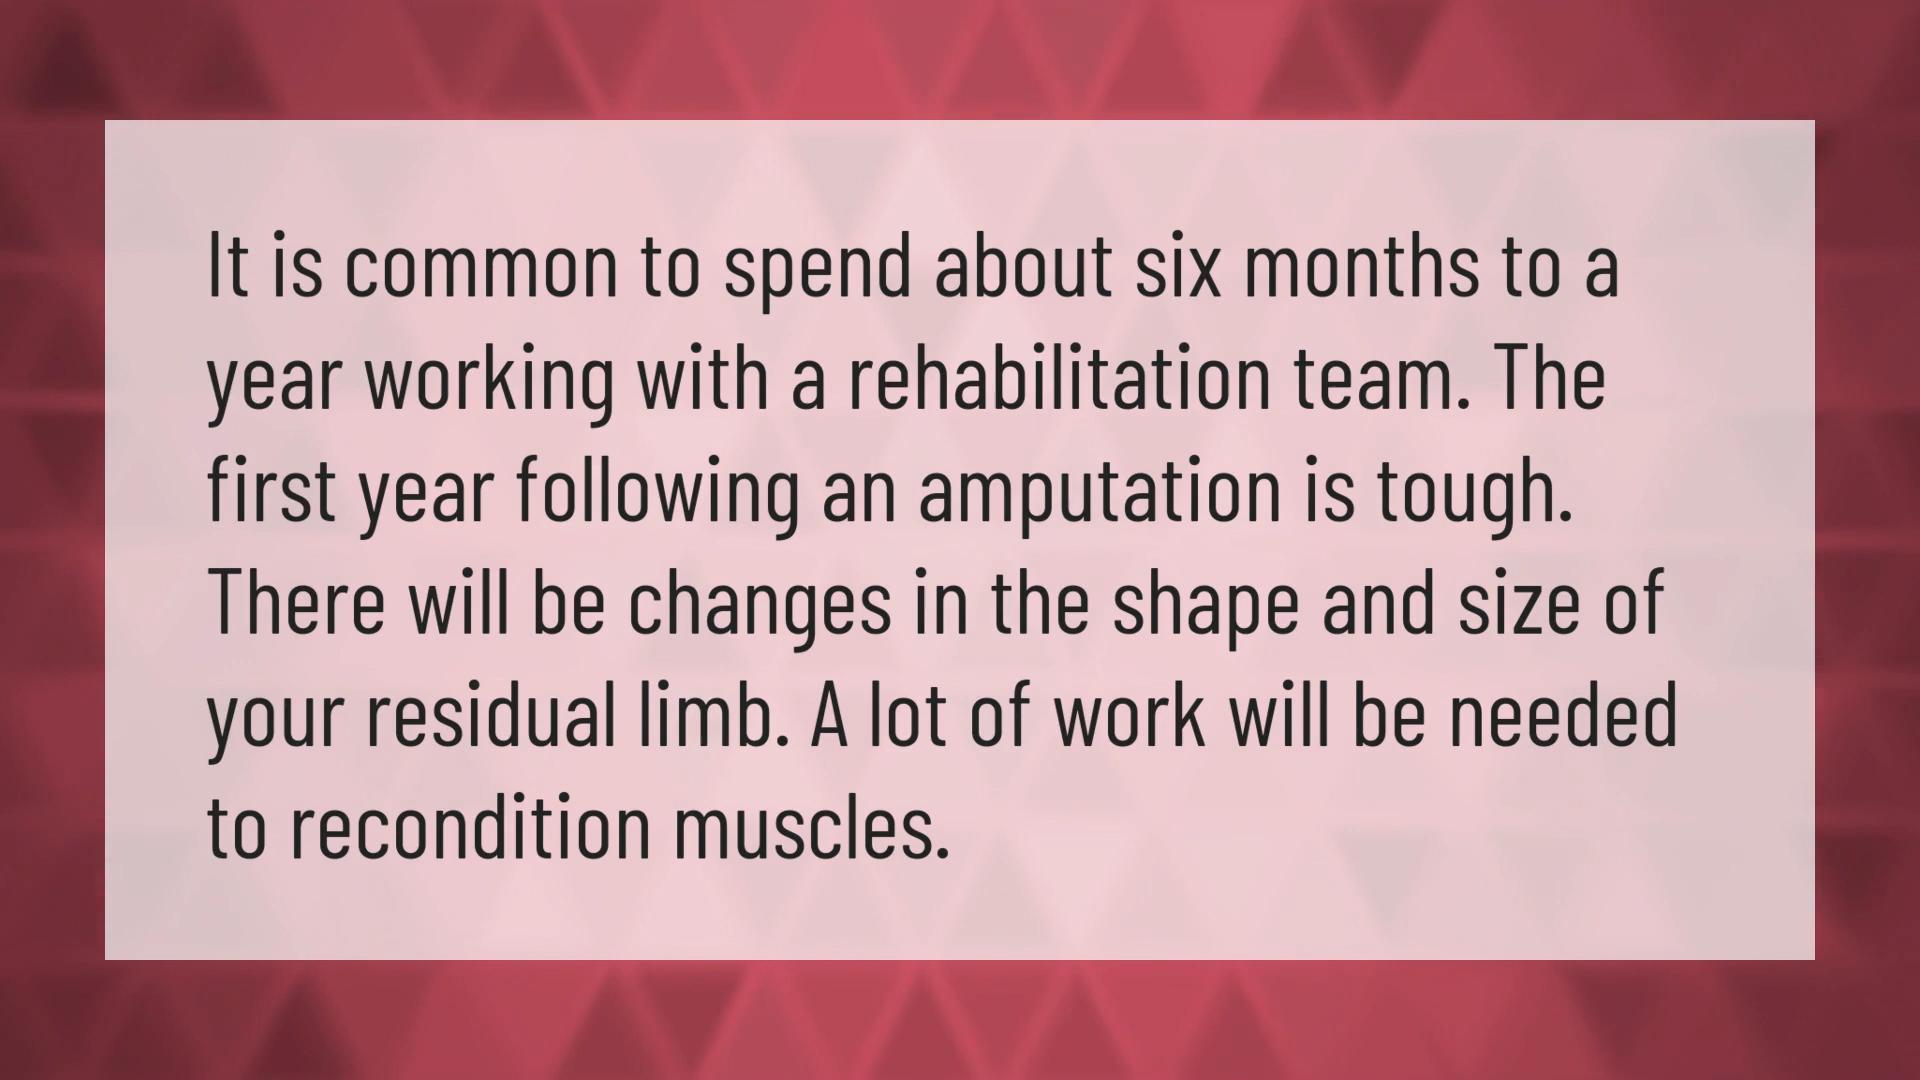 It is common to spend about six months to a
year working with a rehabilitation team. The
first year following an amputation is tough.
There will be changes in the shape and size of
your residual limb. A lot of work will be needed
to recondition muscles.